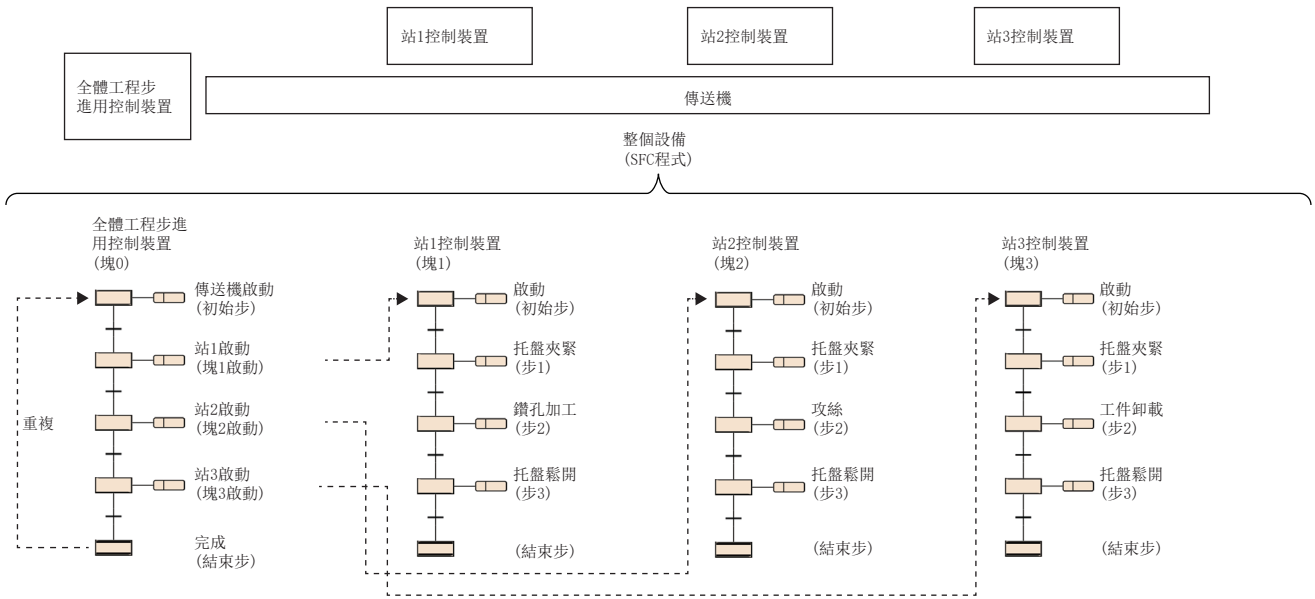 站1控制裝置
站2控制裝置
站3控制裝置
全體工程步
進用控制裝置
傳送機
整個設備
(SFC程式)
全體工程步進
用控制裝置
(塊0)
傳送機啟動
(初始步)
站1啟動
(塊1啟動)
站2啟動
(塊2啟動)
站3啟動
(塊3啟動)
完成
(結束步)
重複
站1控制裝置
(塊1)
啟動
(初始步)
托盤夾緊
(步1)
鑽孔加工
(步2)
托盤鬆開
(步3)
(結束步)
站2控制裝置
(塊2)
啟動
(初始步)
托盤夾緊
(步1)
攻絲
(步2)
托盤鬆開
(步3)
(結束步)
站3控制裝置
(塊3)
啟動
(初始步)
托盤夾緊
(步1)
工件卸載
(步2)
托盤鬆開
(步3)
(結束步)